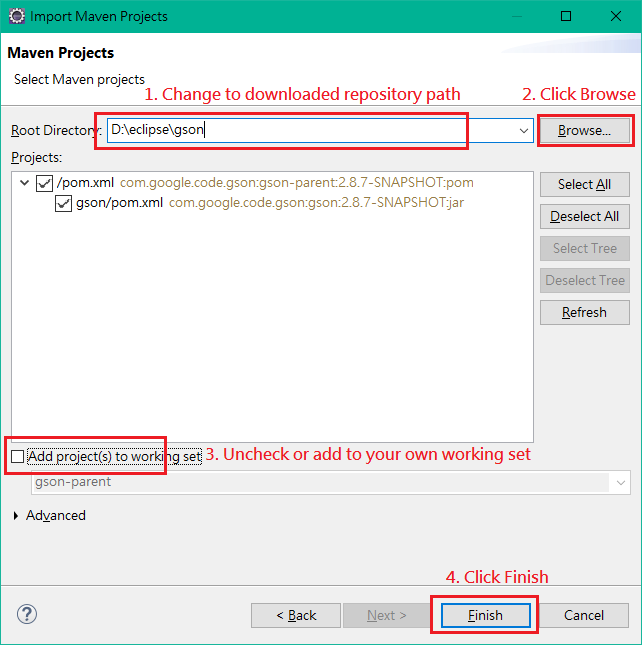 Import Maven Projects
Maven Projects
Select Maven projects
1. Change to downloaded repository path
2. Click Browse
Root Directory: D:\eclipse\gson
Browse...
Projects:
/pom.xml com.google.code.gson:gson-parent:2.8.7-SNAPSHOT:pom
gson/pom.xml com.google.code.gson:gson:2.8.7-SNAPSHOT:jar
Select All
Deselect All
Select Tree
Deselect Tree
Refresh
Add project(s) to working set
3. Uncheck or add to your own working set
gson-parent
Advanced
4. Click Finish
? < Back Next > Finish Cancel